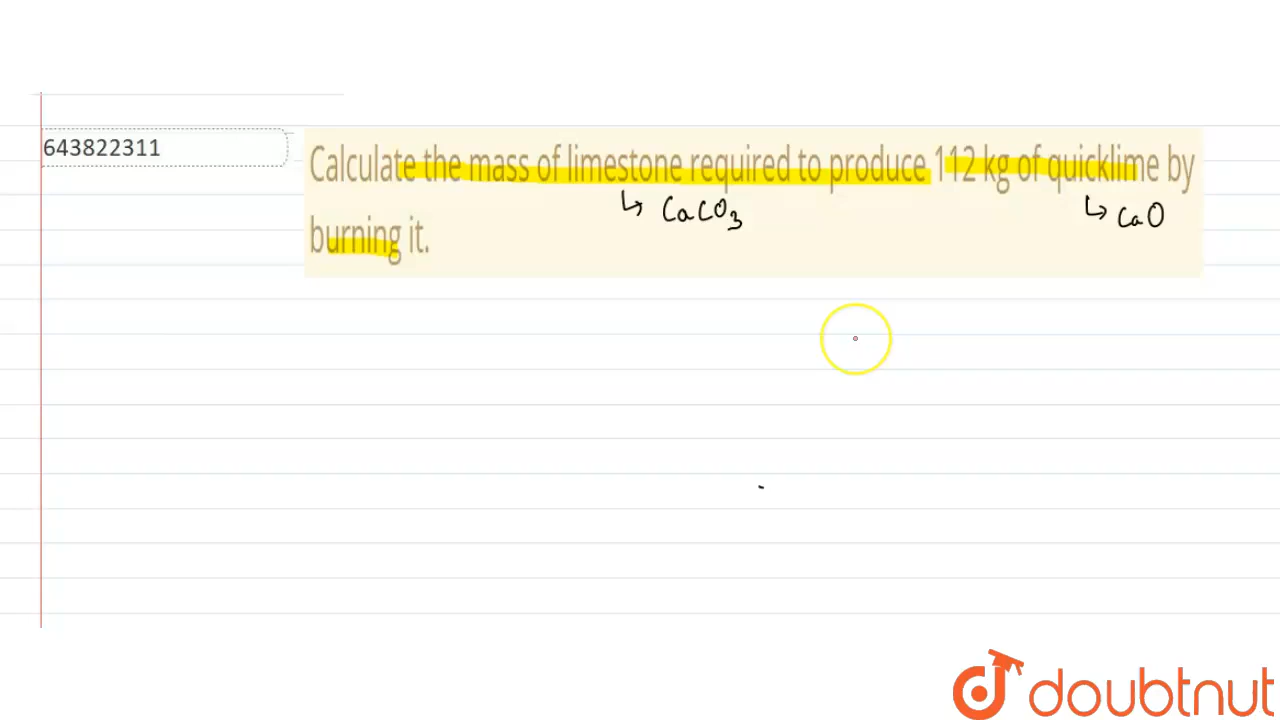 643822311
Calculate the mass of limestone required to produce 112 kg of quicklime by
↳ CaCO3
↳ CaO
burning it.
doubtnut